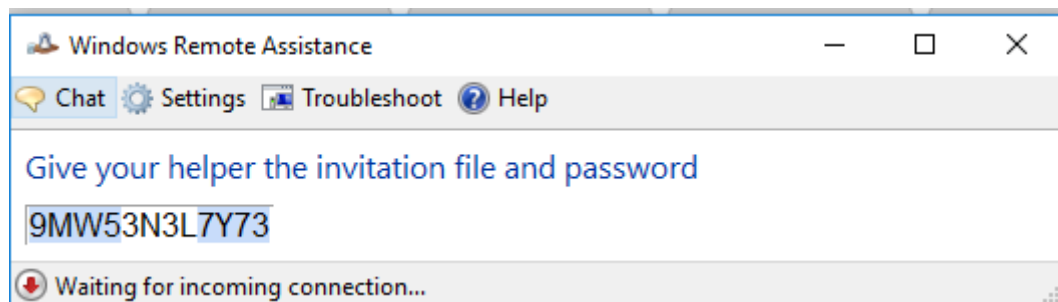 Windows Remote Assistance
Chat Settings Troubleshoot Help
Give your helper the invitation file and password
9MW53N3L7Y73
Waiting for incoming connection...